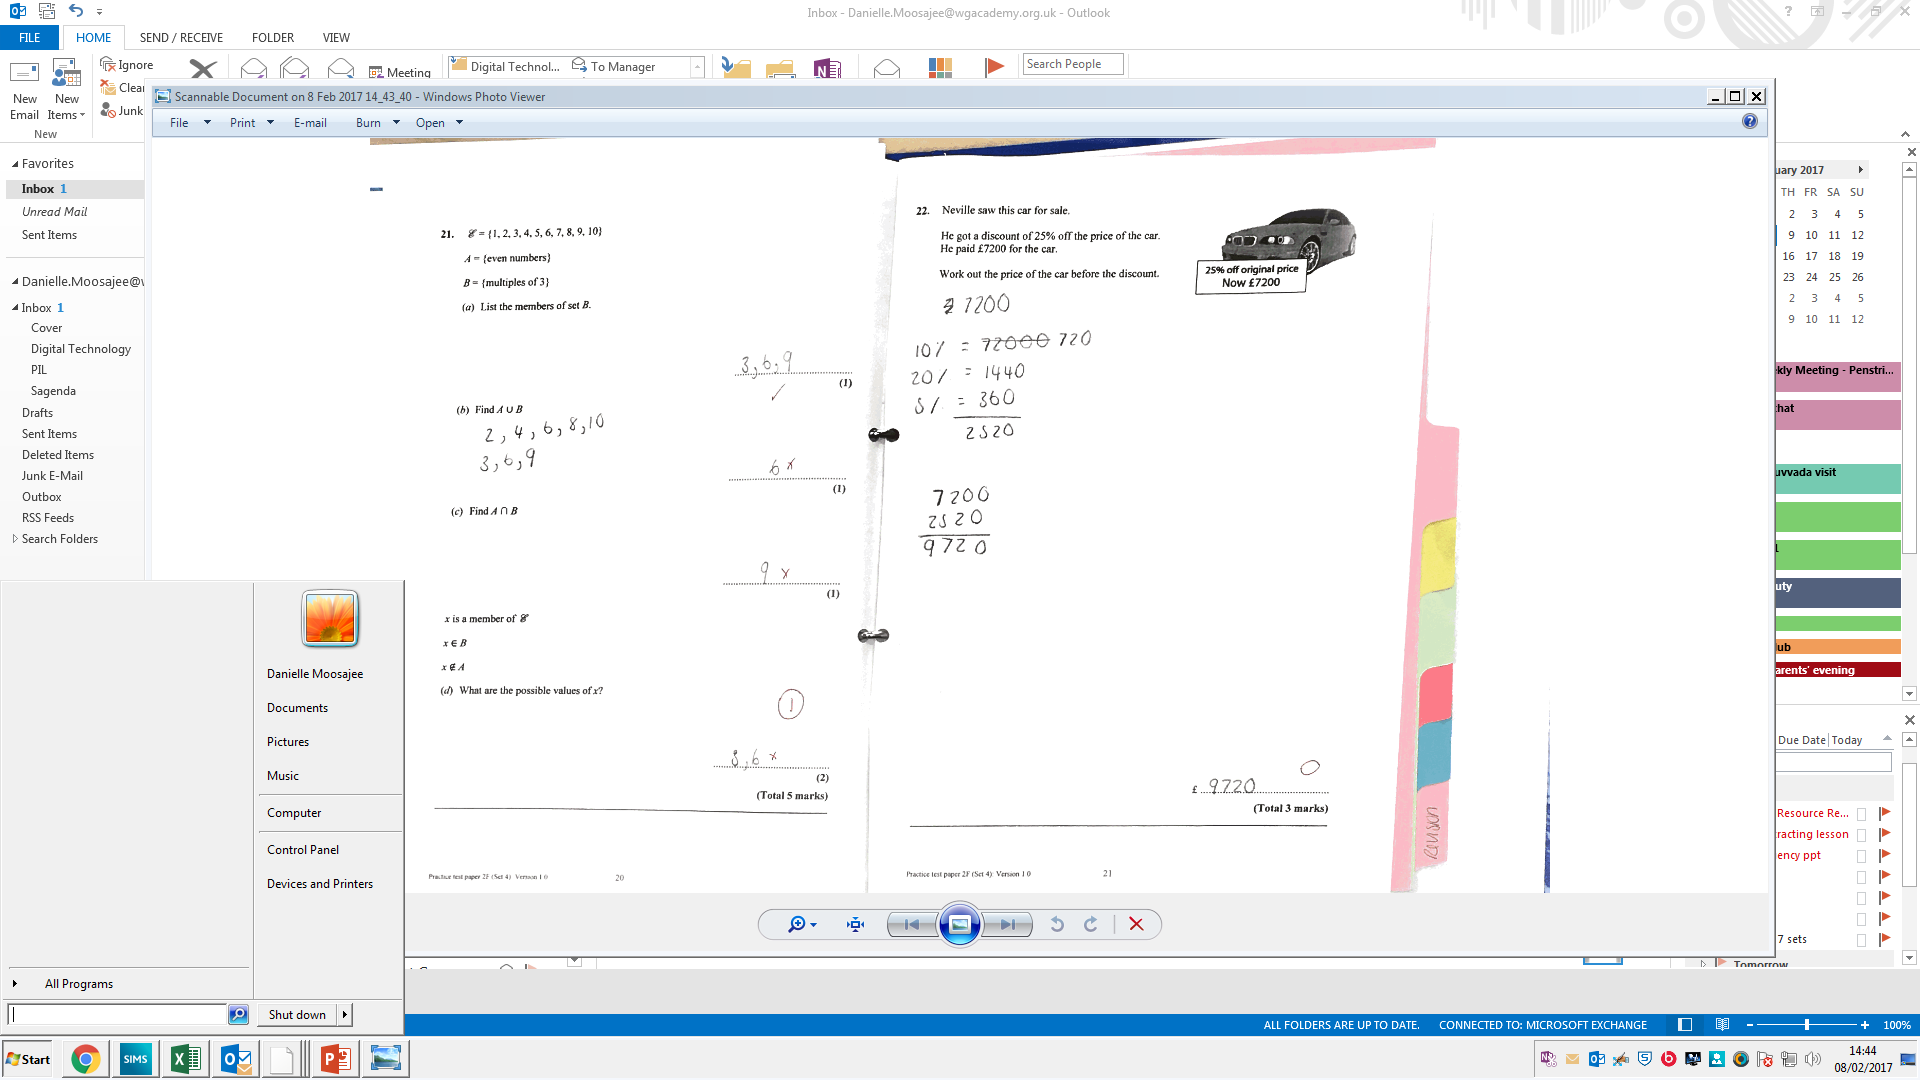 Inbox - Danielle.Moosajee@wgacademy.org.uk - Outlook
FILE HOME SEND / RECEIVE FOLDER VIEW
Ignore
Meeting
Digital Technol...
To Manager
Search People
New Email
New Items
Junk
New
Scannable Document on 8 Feb 2017 14_43_40 - Windows Photo Viewer
File Print E-mail Burn Open
Favorites
Inbox 1
Unread Mail
Sent Items
Danielle.Moosajee@w
Inbox 1
Cover
Digital Technology
PIL
Sagenda
Drafts
Sent Items
Deleted Items
Junk E-Mail
Outbox
RSS Feeds
Search Folders
21. ℰ = {1, 2, 3, 4, 5, 6, 7, 8, 9, 10}
A = {even numbers}
B = {multiples of 3}
(a) List the members of set B.
3, 6, 9
(1)
(b) Find A ∪ B
2, 4, 6, 8, 10
3, 6, 9
6 x
(1)
(c) Find A ∩ B
9 x
(1)
x is a member of ℰ
x ∈ B
x ∉ A
(d) What are the possible values of x?
1
3,6 x
(2)
(Total 5 marks)
Practice test paper 2F (Set 4): Version 1.0 20
22. Neville saw this car for sale.
He got a discount of 25% off the price of the car.
He paid £7200 for the car.
Work out the price of the car before the discount.
25% off original price
Now £7200
7200
10% = 72000 720
20% = 1440
5% = 360
2520
7200
2520
9720
0
£ 9720
(Total 3 marks)
Practice test paper 2F (Set 4): Version 1.0 21
Revision
uary 2017
TH FR SA SU
2 3 4 5
9 10 11 12
16 17 18 19
23 24 25 26
2 3 4 5
9 10 11 12
kly Meeting - Penstri...
chat
uvvada visit
uty
lub
arents' evening
Due Date Today
Resource Re...
racting lesson
ency ppt
7 sets
Tomorrow
Danielle Moosajee
Documents
Pictures
Music
Computer
Control Panel
Devices and Printers
All Programs
Shut down
ALL FOLDERS ARE UP TO DATE. CONNECTED TO: MICROSOFT EXCHANGE 100%
Start
SIMS
14:44
08/02/2017